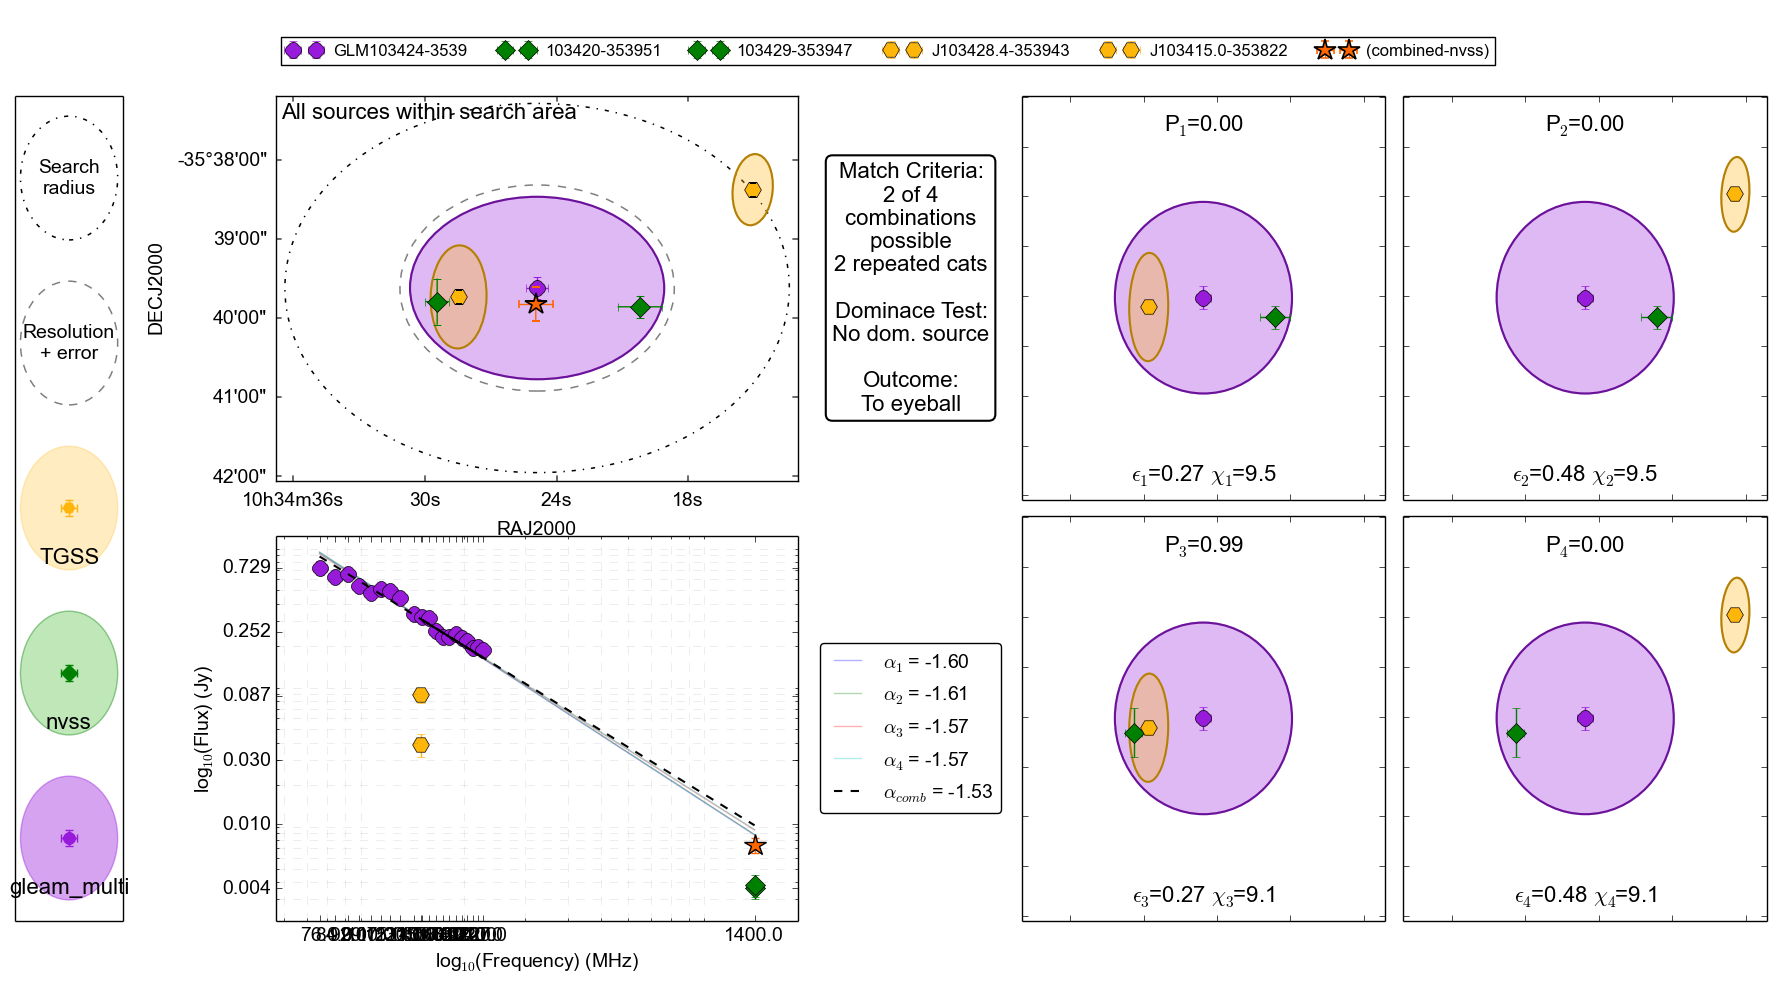 GLM103424-3539 103420-353951 103429-353947 J103428.4-353943 J103415.0-353822 (combined-nvss)
Search
radius
Resolution
+ error
TGSS
nvss
gleam_multi
All sources within search area
DECJ2000
-35°38'00"
39'00"
40'00"
41'00"
42'00"
10h34m36s 30s 24s 18s
RAJ2000
Match Criteria:
2 of 4
combinations
possible
2 repeated cats
Dominace Test:
No dom. source
Outcome:
To eyeball
P1=0.00
ϵ1=0.27 χ1=9.5
P2=0.00
ϵ2=0.48 χ2=9.5
P3=0.99
ϵ3=0.27 χ3=9.1
P4=0.00
ϵ4=0.48 χ4=9.1
log10(Flux) (Jy)
0.729
0.252
0.087
0.030
0.010
0.004
1400.0
log10(Frequency) (MHz)
α1 = -1.60
α2 = -1.61
α3 = -1.57
α4 = -1.57
αcomb = -1.53